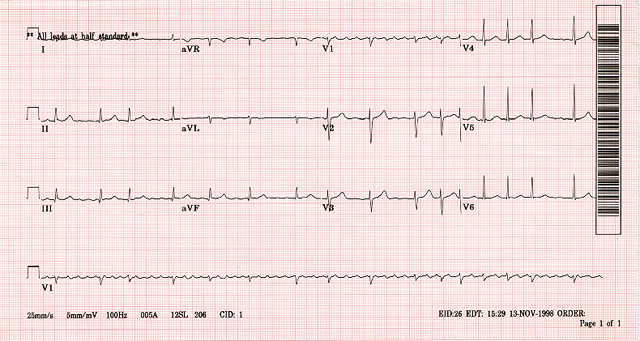 ** All leads at half standard **
I aVR V1 V4
II aVL V2 V5
III aVF V3 V6
V1
25mm/s 5mm/mV 100Hz 005A 12SL 206 CID: 1 EID:26 EDT: 15:29 13-NOV-1998 ORDER:
Page 1 of 1